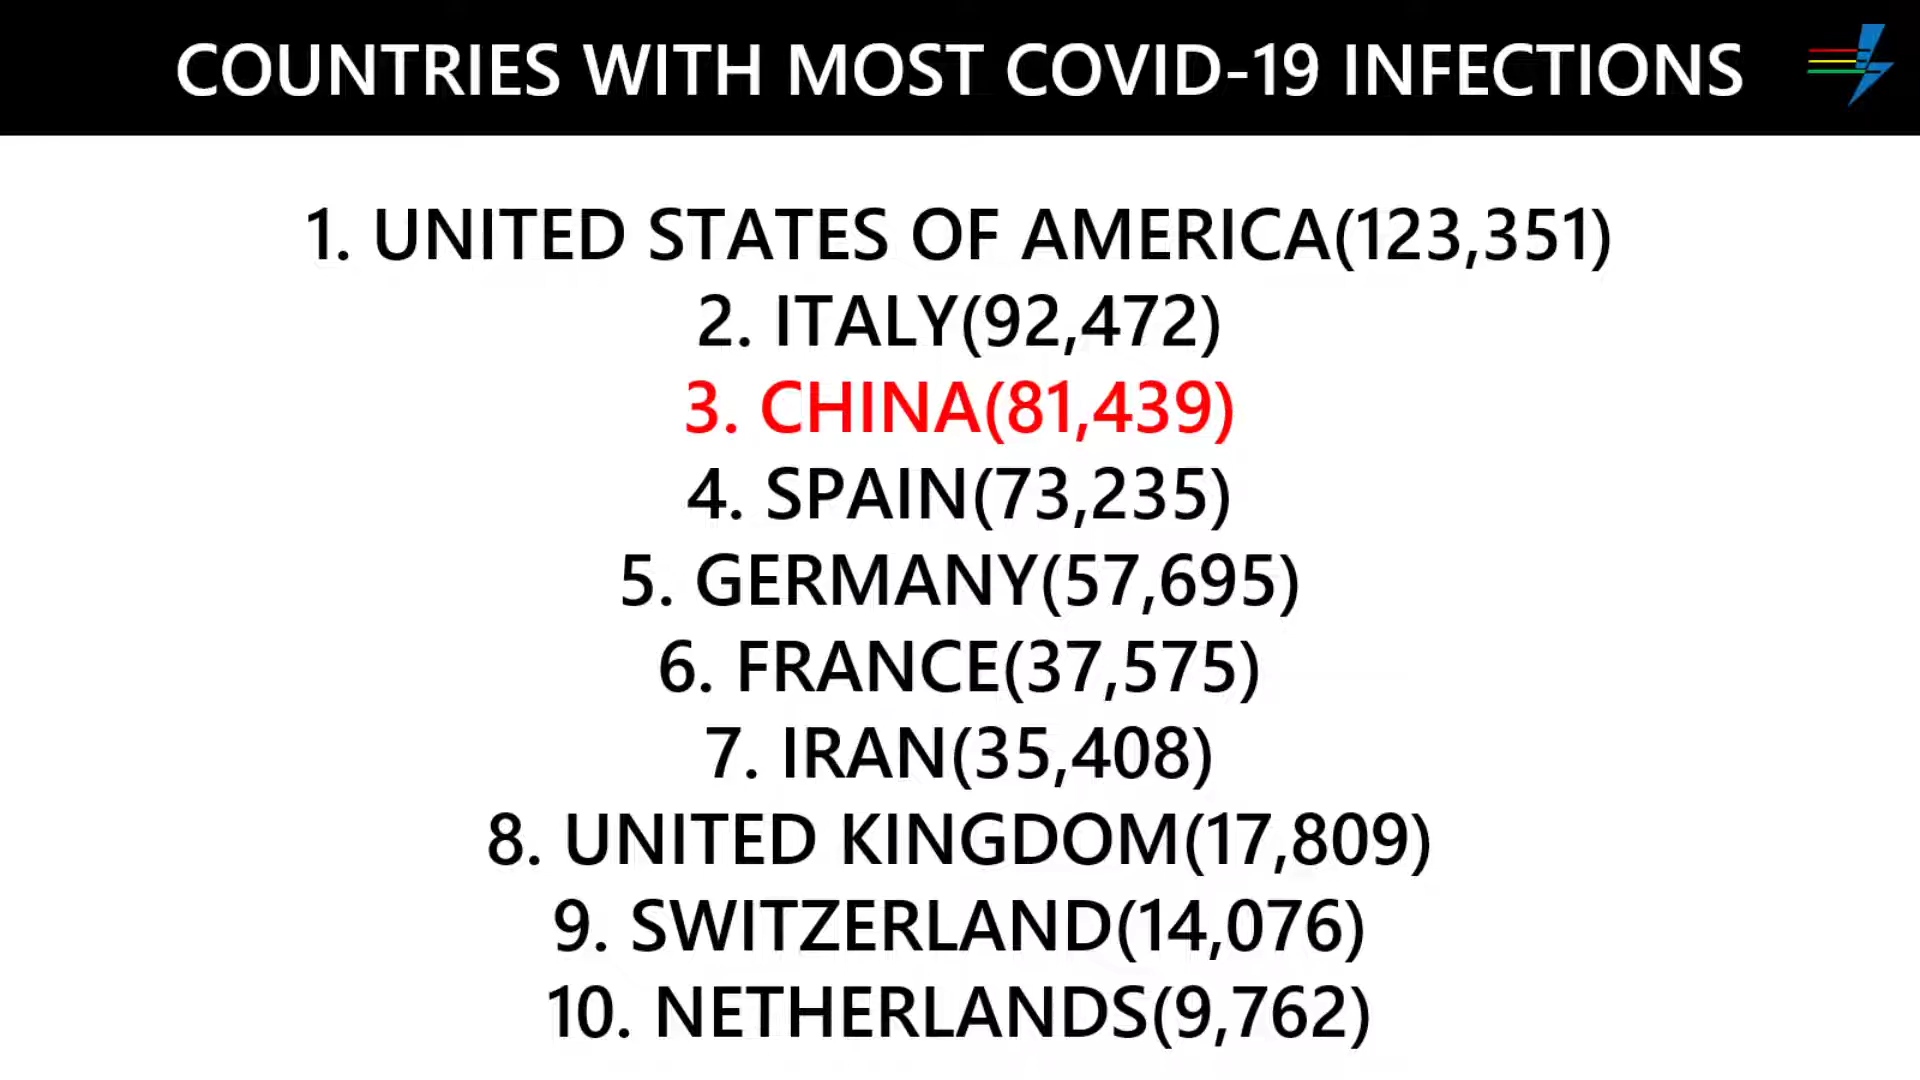 COUNTRIES WITH MOST COVID-19 INFECTIONS
1. UNITED STATES OF AMERICA(123,351)
2. ITALY(92,472)
3. CHINA(81,439)
4. SPAIN(73,235)
5. GERMANY(57,695)
6. FRANCE(37,575)
7. IRAN(35,408)
8. UNITED KINGDOM(17,809)
9. SWITZERLAND(14,076)
10. NETHERLANDS(9,762)